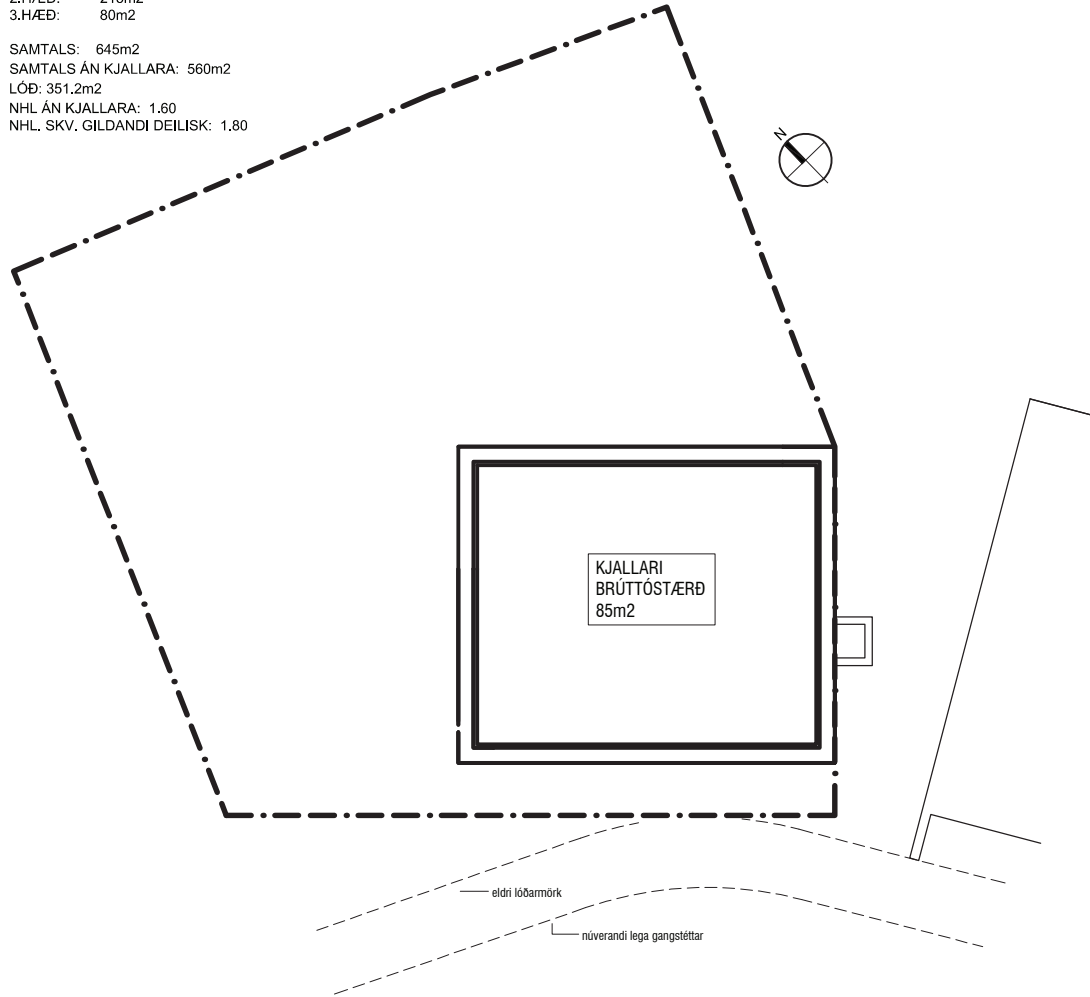 3.HÆÐ: 80m2
SAMTALS: 645m2
SAMTALS ÁN KJALLARA: 560m2
LÓÐ: 351.2m2
NHL ÁN KJALLARA: 1.60
NHL. SKV. GILDANDI DEILISK: 1.80
N
KJALLARI
BRÚTTÓSTÆRÐ
85m2
eldri lóðarmörk
núverandi lega gangstéttar